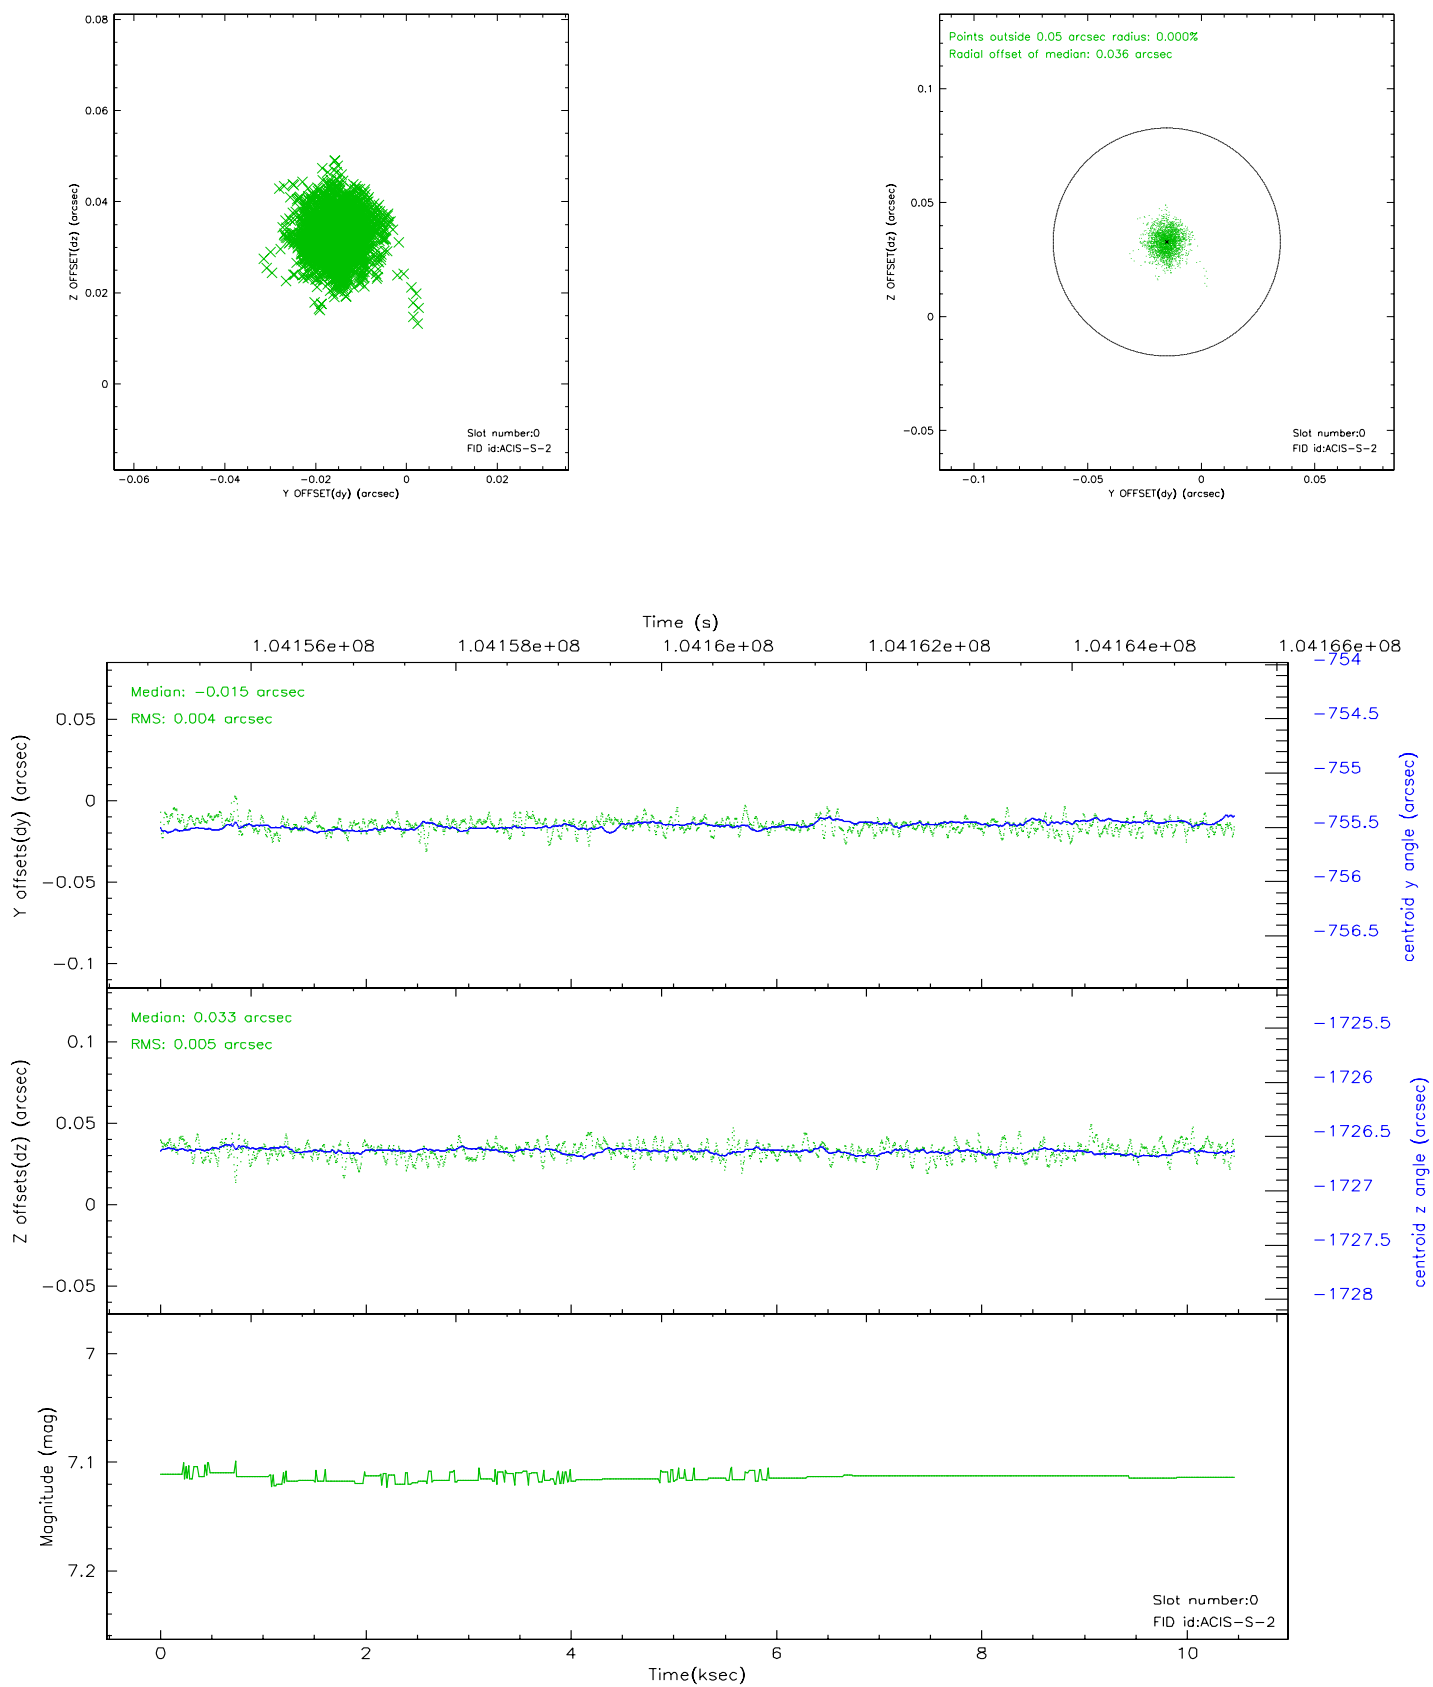 0.08
0.06
0.04
0.02
0
Z OFFSET(dz) (arcsec)
Slot number:0
FID id:ACIS-S-2
-0.06 -0.04 -0.02 0 0.02
Y OFFSET(dy) (arcsec)
Points outside 0.05 arcsec radius: 0.000%
Radial offset of median: 0.036 arcsec
0.1
0.05
0
-0.05
Z OFFSET(dz) (arcsec)
Slot number:0
FID id:ACIS-S-2
-0.1 -0.05 0 0.05
Y OFFSET(dy) (arcsec)
Time (s)
1.04156e+08 1.04158e+08 1.0416e+08 1.04162e+08 1.04164e+08 1.04166e+08
Median: -0.015 arcsec
RMS: 0.004 arcsec
0.05
0
-0.05
-0.1
Y offsets(dy) (arcsec)
-754
-754.5
-755
-755.5
-756
-756.5
centroid y angle (arcsec)
Median: 0.033 arcsec
RMS: 0.005 arcsec
0.1
0.05
0
-0.05
Z offsets(dz) (arcsec)
-1725.5
-1726
-1726.5
-1727
-1727.5
-1728
centroid z angle (arcsec)
7
7.1
7.2
Magnitude (mag)
Slot number:0
FID id:ACIS-S-2
0 2 4 6 8 10
Time(ksec)